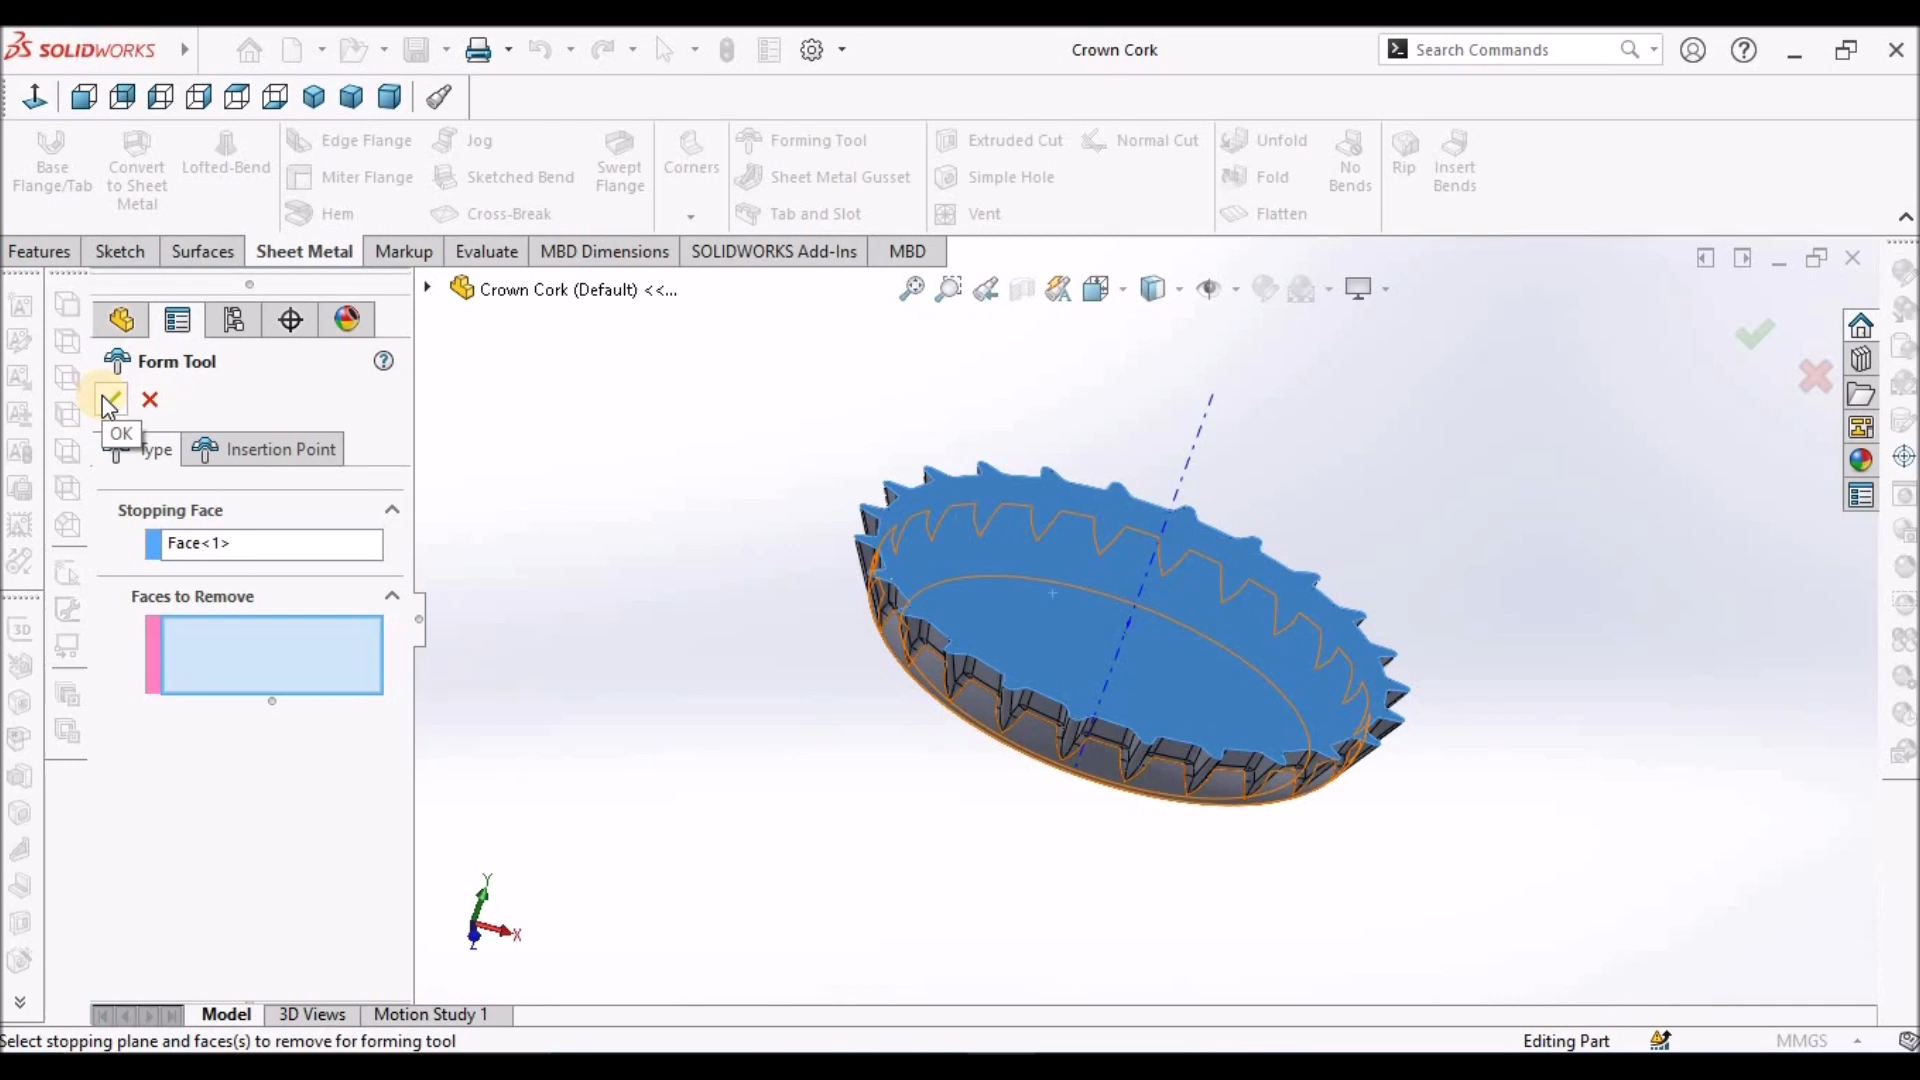 SOLIDWORKS
Crown Cork
Search Commands
Base Flange/Tab
Convert to Sheet Metal
Lofted-Bend
Edge Flange
Miter Flange
Hem
Jog
Sketched Bend
Cross-Break
Swept Flange
Corners
Forming Tool
Sheet Metal Gusset
Tab and Slot
Extruded Cut
Simple Hole
Vent
Normal Cut
Unfold
Fold
Flatten
No Bends
Rip
Insert Bends
Features Sketch Surfaces Sheet Metal Markup Evaluate MBD Dimensions SOLIDWORKS Add-Ins MBD
Crown Cork (Default) <<...
Form Tool
OK
Type Insertion Point
Stopping Face
Face<1>
Faces to Remove
3D
Y
X
Z
Model 3D Views Motion Study 1
Select stopping plane and faces(s) to remove for forming tool
Editing Part
MMGS